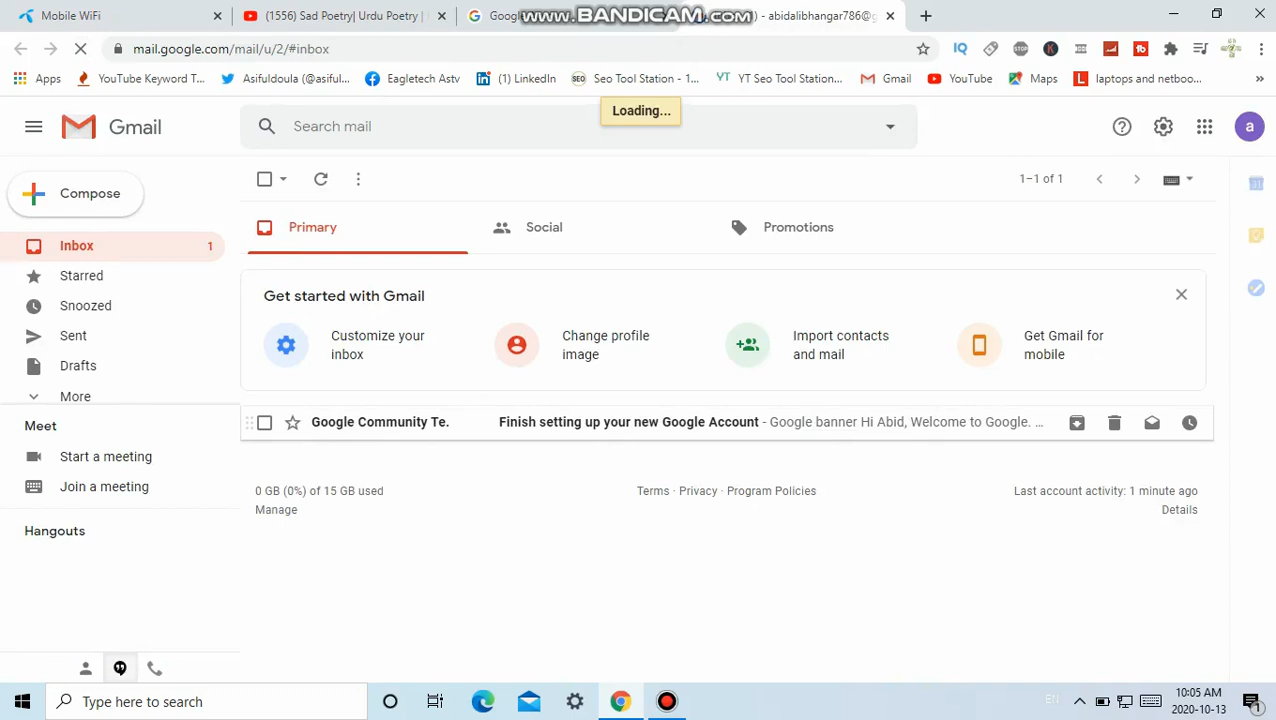 Mobile WiFi
(1556) Sad Poetry| Urdu Poetry |
www.BANDICAM.com
- abidalibhangar786@g
mail.google.com/mail/u/2/#inbox
Apps
YouTube Keyword T...
Asifuldoula (@asiful...
Eagletech Astv
(1) LinkedIn
Seo Tool Station - 1...
YT Seo Tool Station...
Gmail
YouTube
Maps
laptops and netboo...
»
Loading...
Gmail
Search mail
a
Compose
1–1 of 1
Primary
Social
Promotions
Inbox 1
Starred
Snoozed
Sent
Drafts
More
Get started with Gmail
Customize your
inbox
Change profile
image
Import contacts
and mail
Get Gmail for
mobile
Google Community Te. Finish setting up your new Google Account - Google banner Hi Abid, Welcome to Google. ...
Meet
Start a meeting
Join a meeting
Hangouts
0 GB (0%) of 15 GB used
Manage
Terms · Privacy · Program Policies
Last account activity: 1 minute ago
Details
Type here to search
EN
10:05 AM
2020-10-13
1